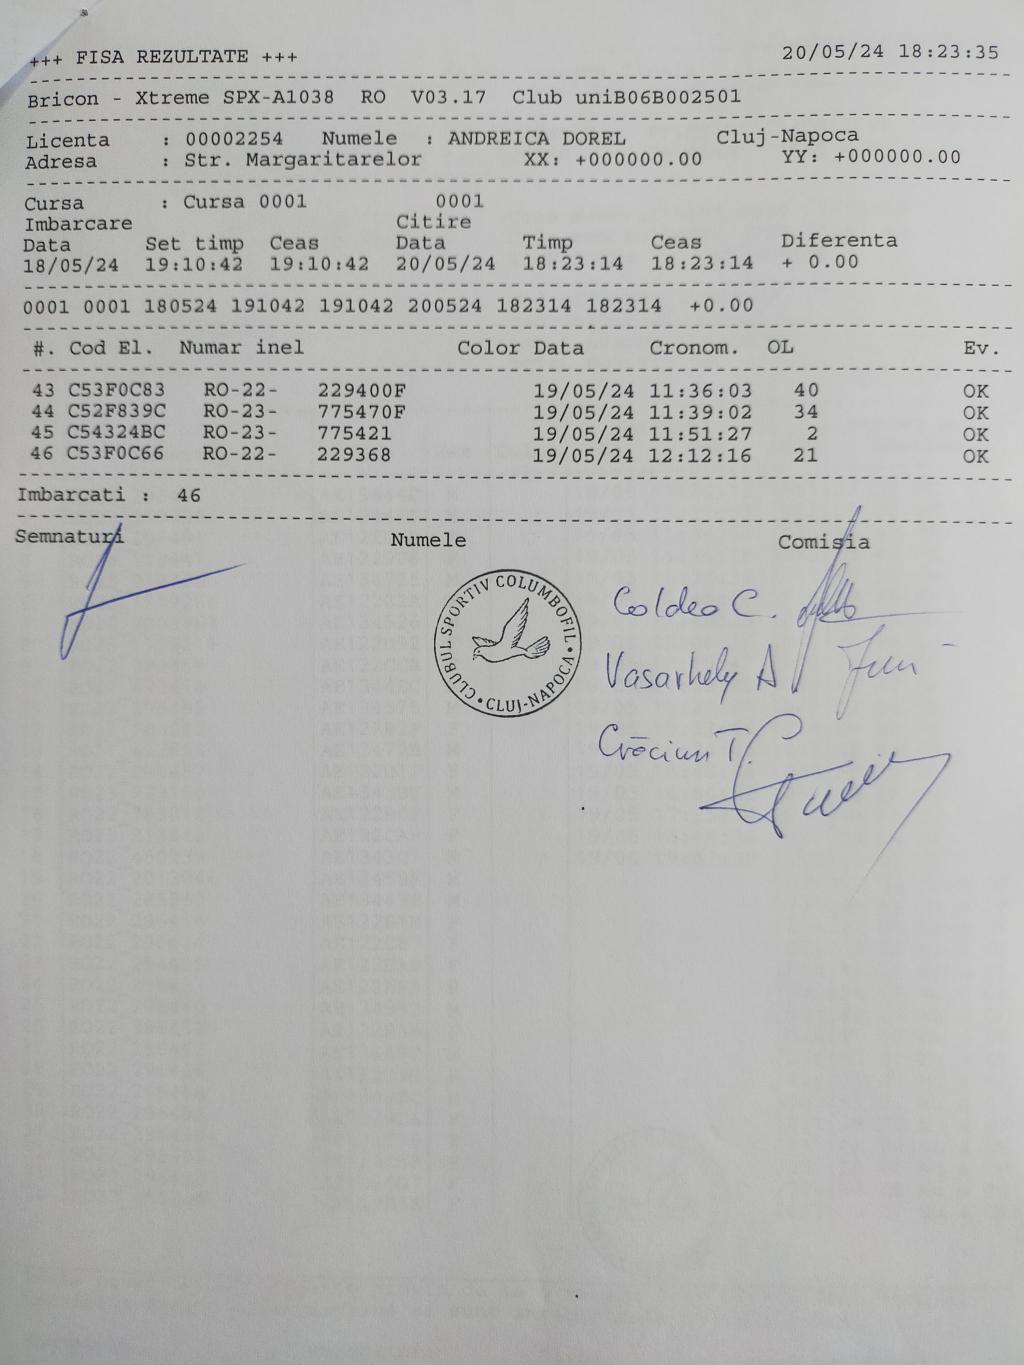 +++ FISA REZULTATE +++ 20/05/24 18:23:35
Bricon - Xtreme SPX-A1038 RO V03.17 Club uniB06B002501
Licenta : 00002254 Numele : ANDREICA DOREL Cluj-Napoca
Adresa : Str. Margaritarelor XX: +000000.00 YY: +000000.00
Cursa : Cursa 0001 0001
Imbarcare Citire
Data Set timp Ceas Data Timp Ceas Diferenta
18/05/24 19:10:42 19:10:42 20/05/24 18:23:14 18:23:14 + 0.00
0001 0001 180524 191042 191042 200524 182314 182314 +0.00
#. Cod El. Numar inel Color Data Cronom. OL Ev.
43 C53F0C83 RO-22- 229400F 19/05/24 11:36:03 40 OK
44 C52F839C RO-23- 775470F 19/05/24 11:39:02 34 OK
45 C54324BC RO-23- 775421 19/05/24 11:51:27 2 OK
46 C53F0C66 RO-22- 229368 19/05/24 12:12:16 21 OK
Imbarcati : 46
Semnaturi Numele Comisia
CLUBUL SPORTIV COLUMBOFIL • CLUJ-NAPOCA •
Coldea C.
Vasarhely A
Crăciun T.